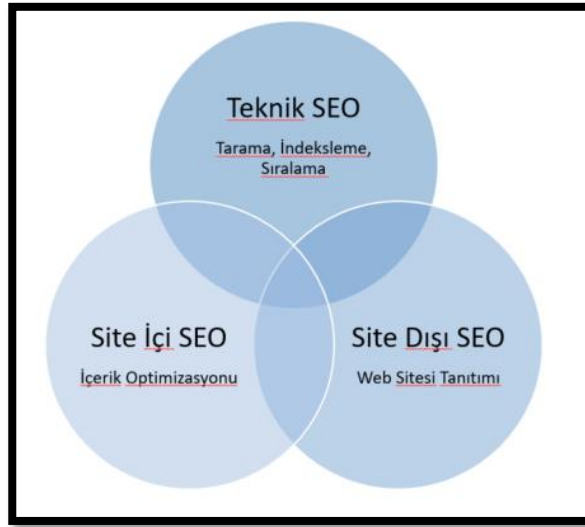 Teknik SEO
Tarama, İndeksleme,
Sıralama
Site İçi SEO
İçerik Optimizasyonu
Site Dışı SEO
Web Sitesi Tanıtımı